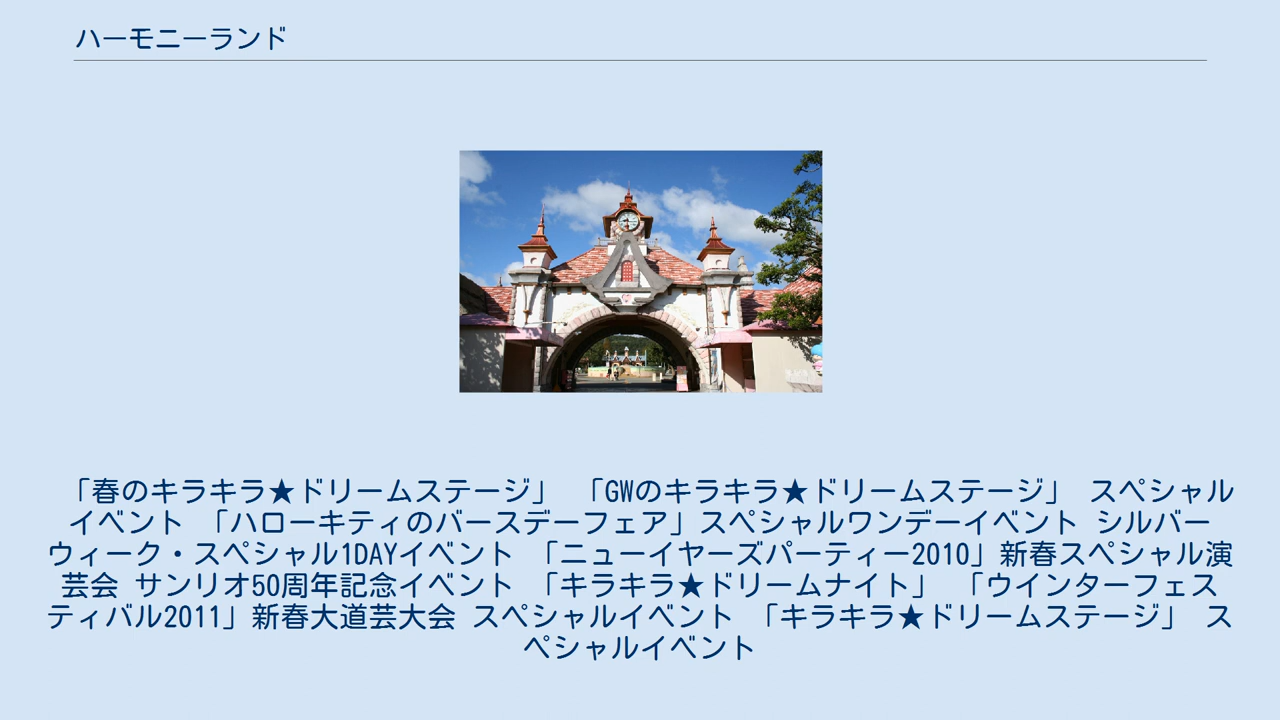 ハーモニーランド
「春のキラキラ★ドリームステージ」 「GWのキラキラ★ドリームステージ」 スペシャル
イベント 「ハローキティのバースデーフェア」スペシャルワンデーイベント シルバー
ウィーク・スペシャル1DAYイベント 「ニューイヤーズパーティー2010」新春スペシャル演
芸会 サンリオ50周年記念イベント 「キラキラ★ドリームナイト」 「ウインターフェス
ティバル2011」新春大道芸大会 スペシャルイベント 「キラキラ★ドリームステージ」 ス
ペシャルイベント